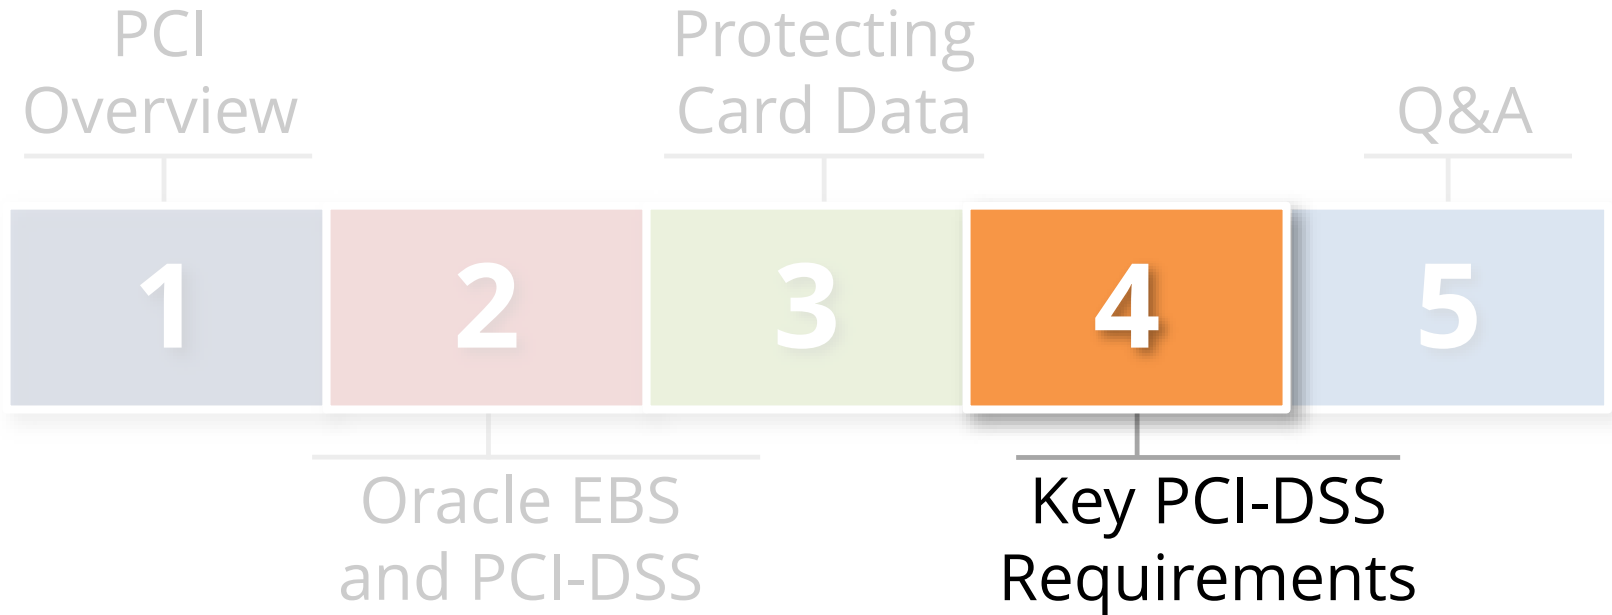 PCI
Overview
Protecting
Card Data
Q&A
1
2
3
4
5
Oracle EBS
and PCI-DSS
Key PCI-DSS
Requirements